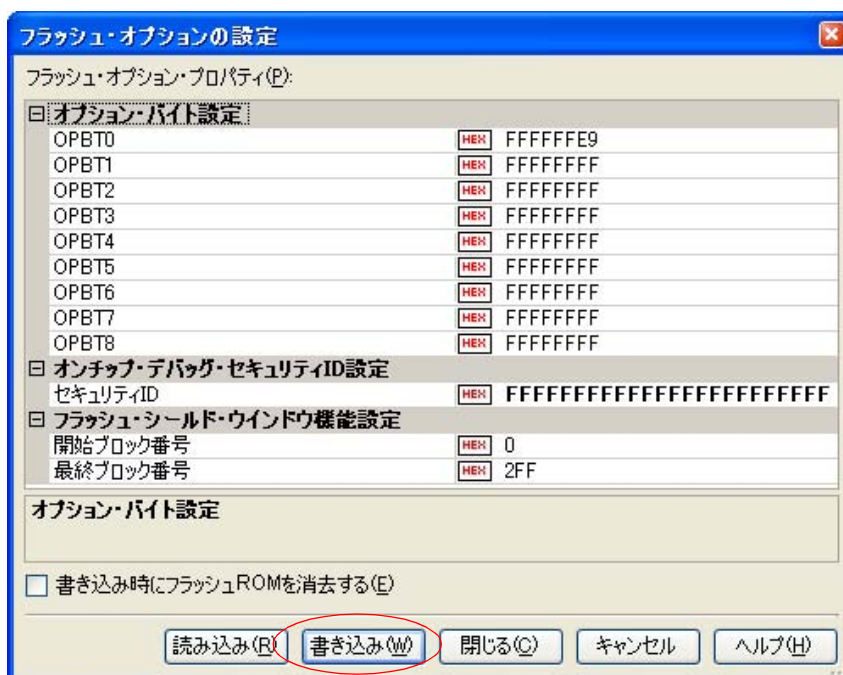 フラッシュ・オプションの設定
フラッシュ・オプション・プロパティ(P):
オプション・バイト設定
OPBT0 HEX FFFFFFE9
OPBT1 HEX FFFFFFFF
OPBT2 HEX FFFFFFFF
OPBT3 HEX FFFFFFFF
OPBT4 HEX FFFFFFFF
OPBT5 HEX FFFFFFFF
OPBT6 HEX FFFFFFFF
OPBT7 HEX FFFFFFFF
OPBT8 HEX FFFFFFFF
オンチップ・デバッグ・セキュリティID設定
セキュリティID HEX FFFFFFFFFFFFFFFFFFFFFFFF
フラッシュ・シールド・ウインドウ機能設定
開始ブロック番号 HEX 0
最終ブロック番号 HEX 2FF
オプション・バイト設定
書き込み時にフラッシュROMを消去する(E)
読み込み(R) 書き込み(W) 閉じる(C) キャンセル ヘルプ(H)